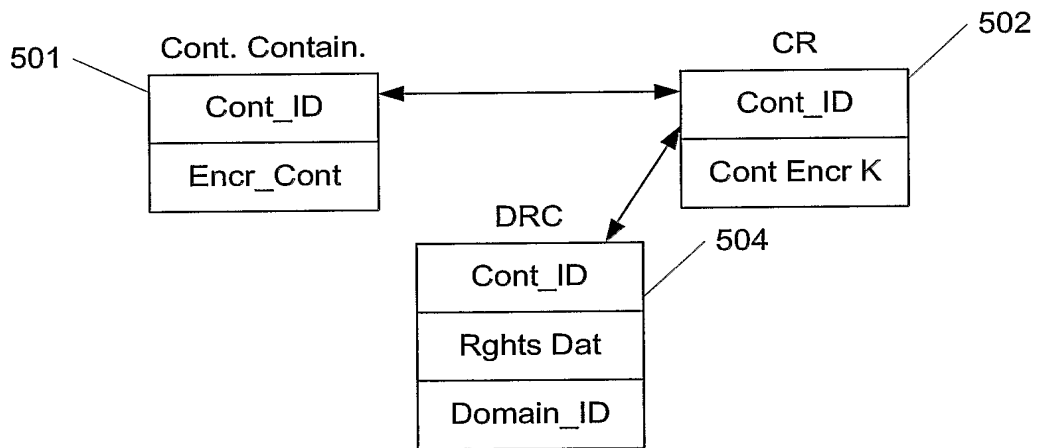 501
Cont. Contain.
Cont_ID
Encr_Cont
CR
502
Cont_ID
Cont Encr K
DRC
504
Cont_ID
Rghts Dat
Domain_ID